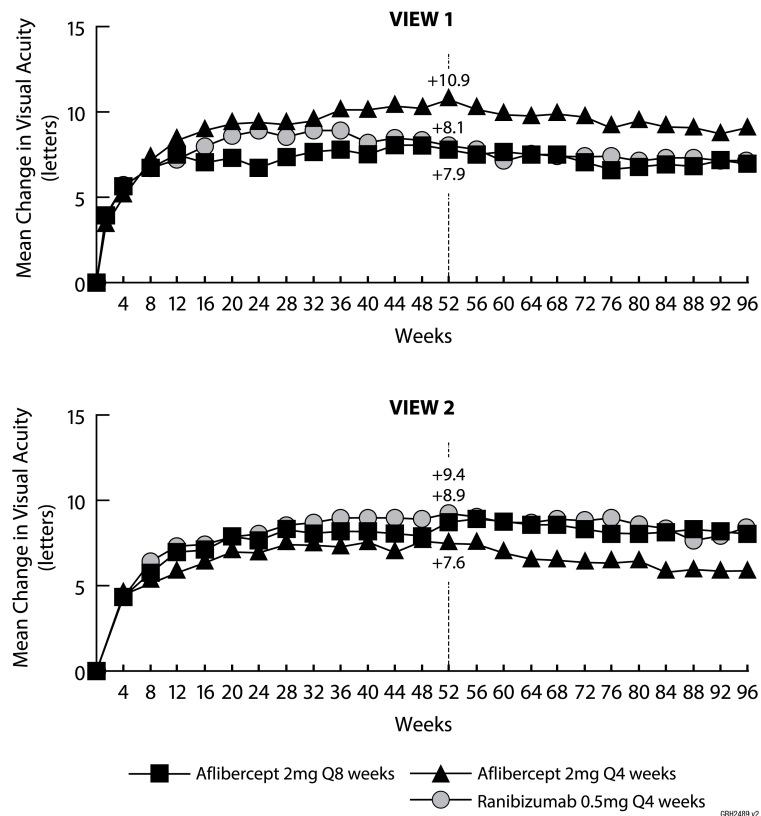 VIEW 1
Mean Change in Visual Acuity
(letters)
15
10
5
0
+10.9
+8.1
+7.9
4 8 12 16 20 24 28 32 36 40 44 48 52 56 60 64 68 72 76 80 84 88 92 96
Weeks
VIEW 2
Mean Change in Visual Acuity
(letters)
15
10
5
0
+9.4
+8.9
+7.6
4 8 12 16 20 24 28 32 36 40 44 48 52 56 60 64 68 72 76 80 84 88 92 96
Weeks
Aflibercept 2mg Q8 weeks
Aflibercept 2mg Q4 weeks
Ranibizumab 0.5mg Q4 weeks
GRH2489 v2